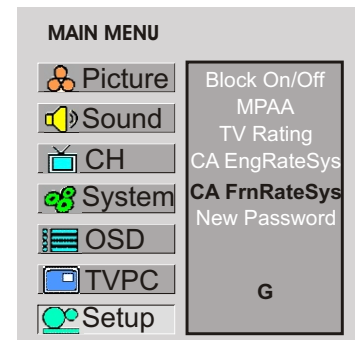 MAIN MENU
Picture
Sound
CH
System
OSD
TVPC
Setup
Block On/Off
MPAA
TV Rating
CA EngRateSys
CA FrnRateSys
New Password
G